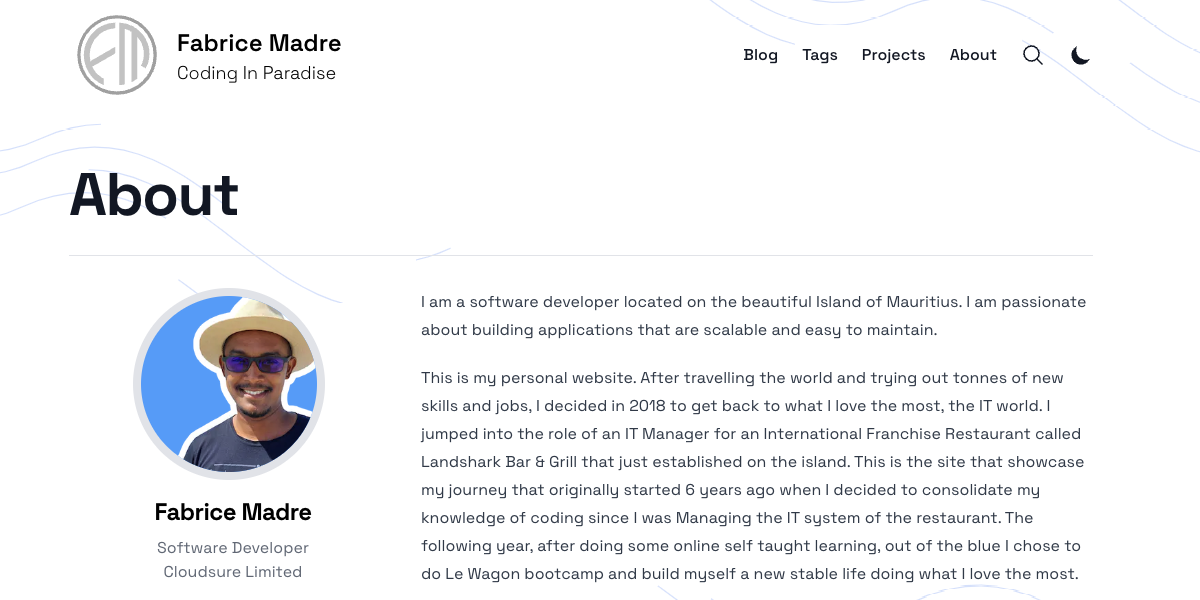 Fabrice Madre
Coding In Paradise
Blog Tags Projects About
About
Fabrice Madre
Software Developer
Cloudsure Limited
I am a software developer located on the beautiful Island of Mauritius. I am passionate
about building applications that are scalable and easy to maintain.
This is my personal website. After travelling the world and trying out tonnes of new
skills and jobs, I decided in 2018 to get back to what I love the most, the IT world. I
jumped into the role of an IT Manager for an International Franchise Restaurant called
Landshark Bar & Grill that just established on the island. This is the site that showcase
my journey that originally started 6 years ago when I decided to consolidate my
knowledge of coding since I was Managing the IT system of the restaurant. The
following year, after doing some online self taught learning, out of the blue I chose to
do Le Wagon bootcamp and build myself a new stable life doing what I love the most.